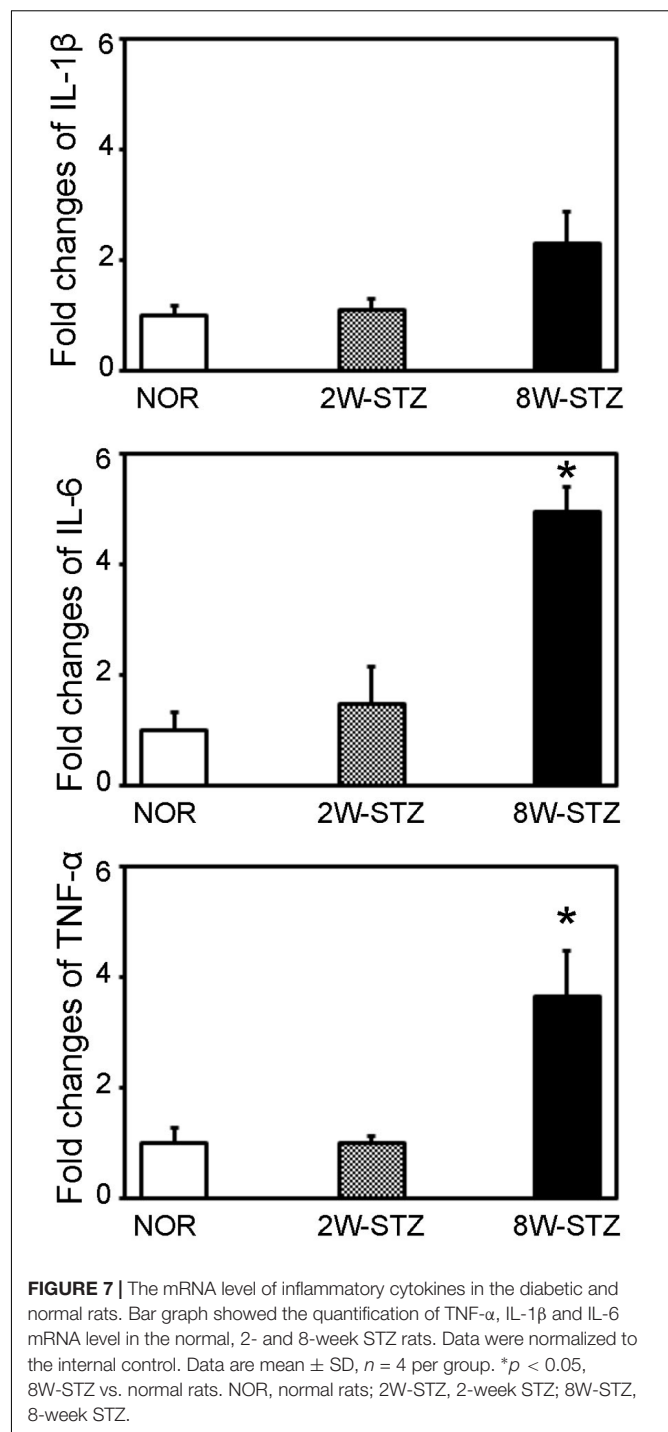 Fold changes of IL-1β
6
4
2
0
NOR 2W-STZ 8W-STZ
Fold changes of IL-6
6
4
2
0
*
NOR 2W-STZ 8W-STZ
Fold changes of TNF-α
6
4
2
0
*
NOR 2W-STZ 8W-STZ
FIGURE 7 | The mRNA level of inflammatory cytokines in the diabetic and
normal rats. Bar graph showed the quantification of TNF-α, IL-1β and IL-6
mRNA level in the normal, 2- and 8-week STZ rats. Data were normalized to
the internal control. Data are mean ± SD, n = 4 per group. *p < 0.05,
8W-STZ vs. normal rats. NOR, normal rats; 2W-STZ, 2-week STZ; 8W-STZ,
8-week STZ.